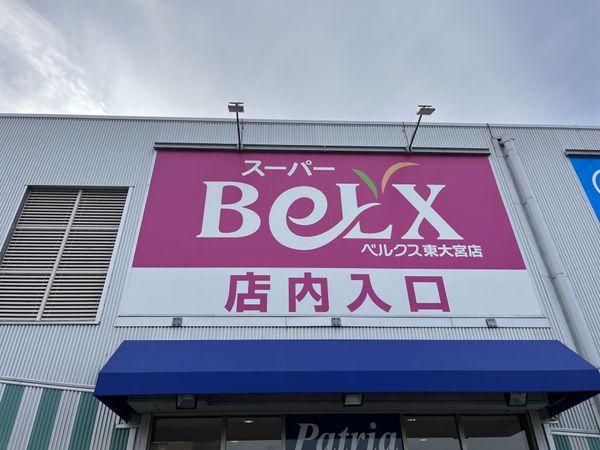 スーパー
BELX
ベルクス東大宮店
店内入口
Patria